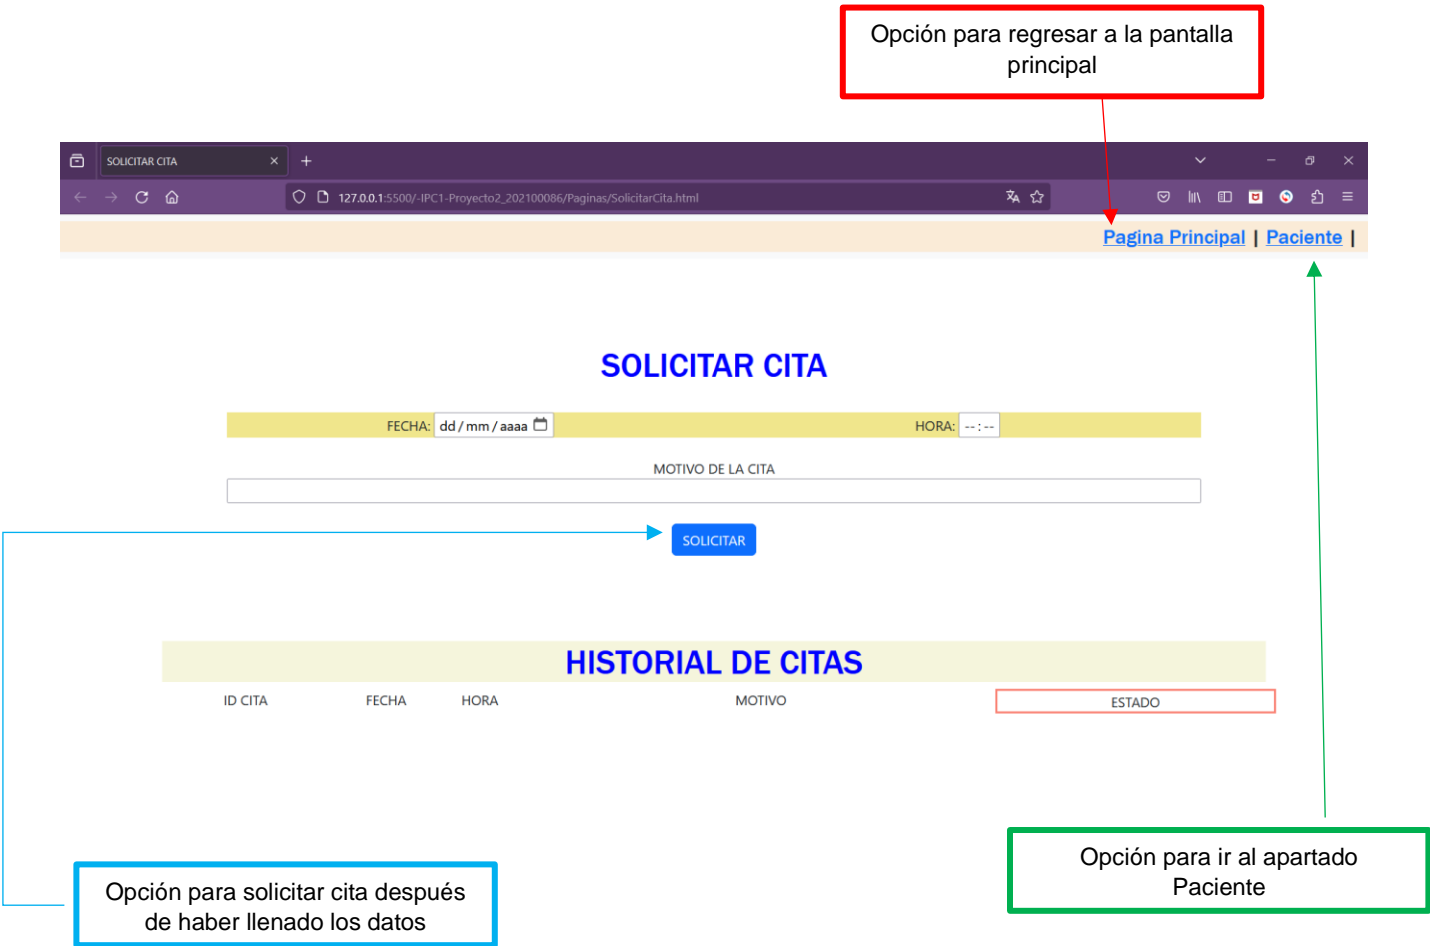 Opción para regresar a la pantalla
principal
SOLICITAR CITA
127.0.0.1:5500/-IPC1-Proyecto2_202100086/Paginas/SolicitarCita.html
Pagina Principal | Paciente |
SOLICITAR CITA
FECHA: dd/mm/aaaa HORA: --:--
MOTIVO DE LA CITA
SOLICITAR
HISTORIAL DE CITAS
ID CITA FECHA HORA MOTIVO ESTADO
Opción para ir al apartado
Paciente
Opción para solicitar cita después
de haber llenado los datos